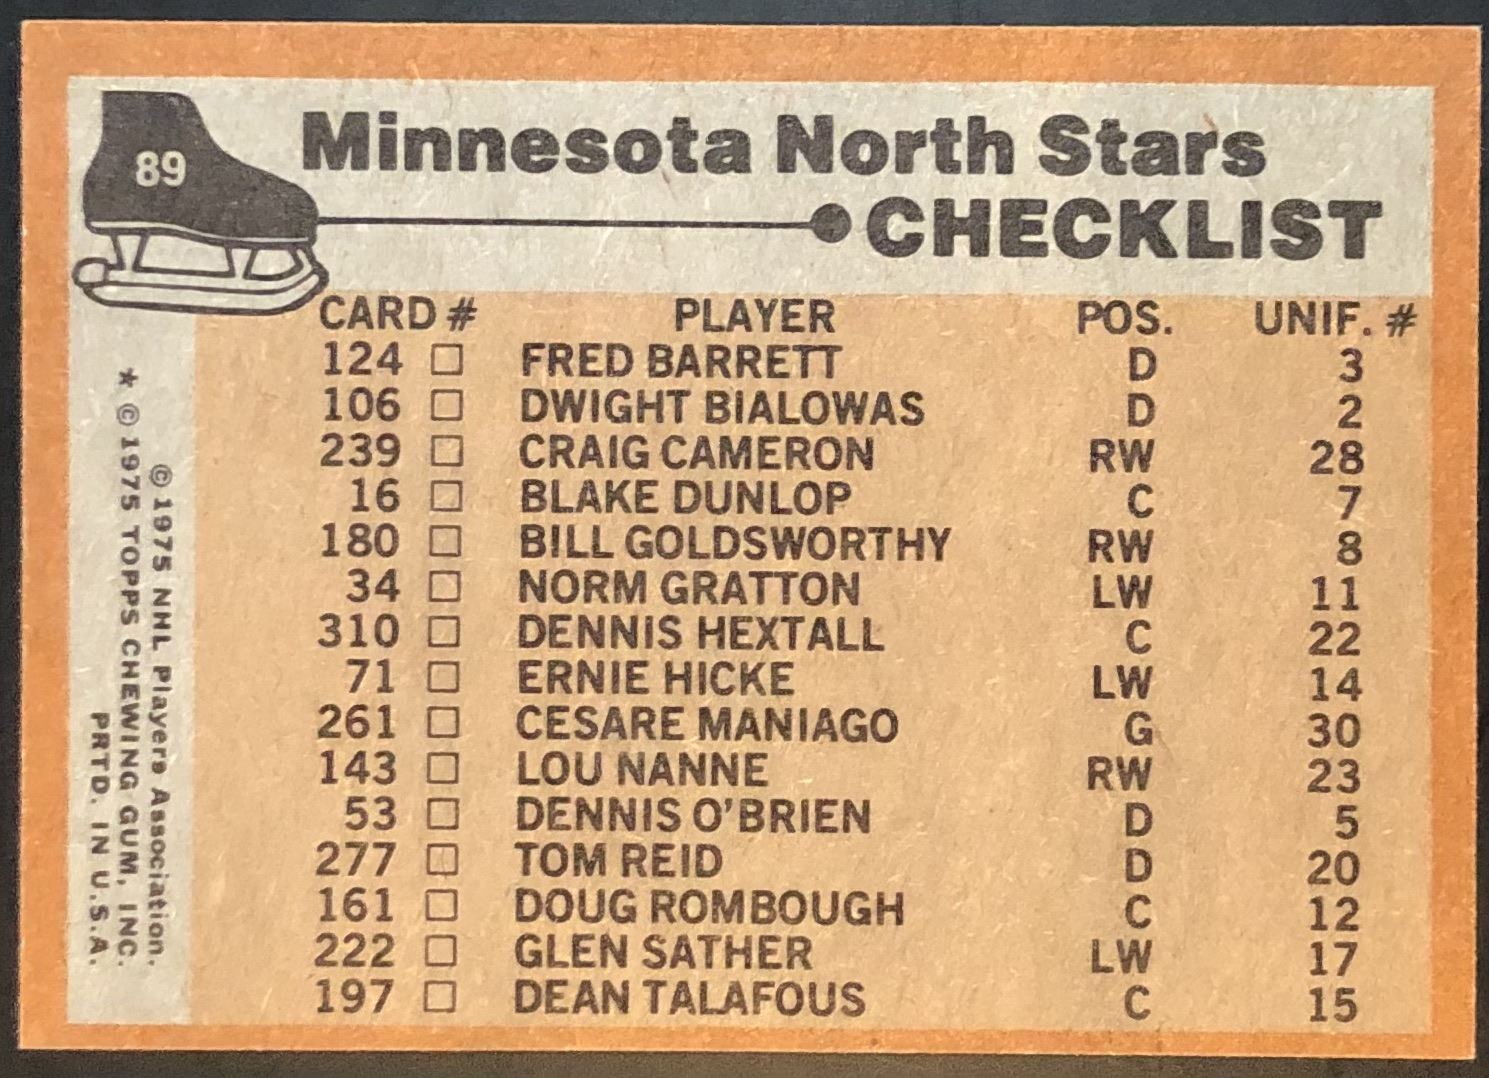 89
Minnesota North Stars
CHECKLIST
CARD # PLAYER POS. UNIF. #
124 □ FRED BARRETT D 3
106 □ DWIGHT BIALOWAS D 2
239 □ CRAIG CAMERON RW 28
16 □ BLAKE DUNLOP C 7
180 □ BILL GOLDSWORTHY RW 8
34 □ NORM GRATTON LW 11
310 □ DENNIS HEXTALL C 22
71 □ ERNIE HICKE LW 14
261 □ CESARE MANIAGO G 30
143 □ LOU NANNE RW 23
53 □ DENNIS O'BRIEN D 5
277 □ TOM REID D 20
161 □ DOUG ROMBOUGH C 12
222 □ GLEN SATHER LW 17
197 □ DEAN TALAFOUS C 15
© 1975 NHL Players Association.
* © 1975 TOPPS CHEWING GUM, INC.
PRTD. IN U.S.A.